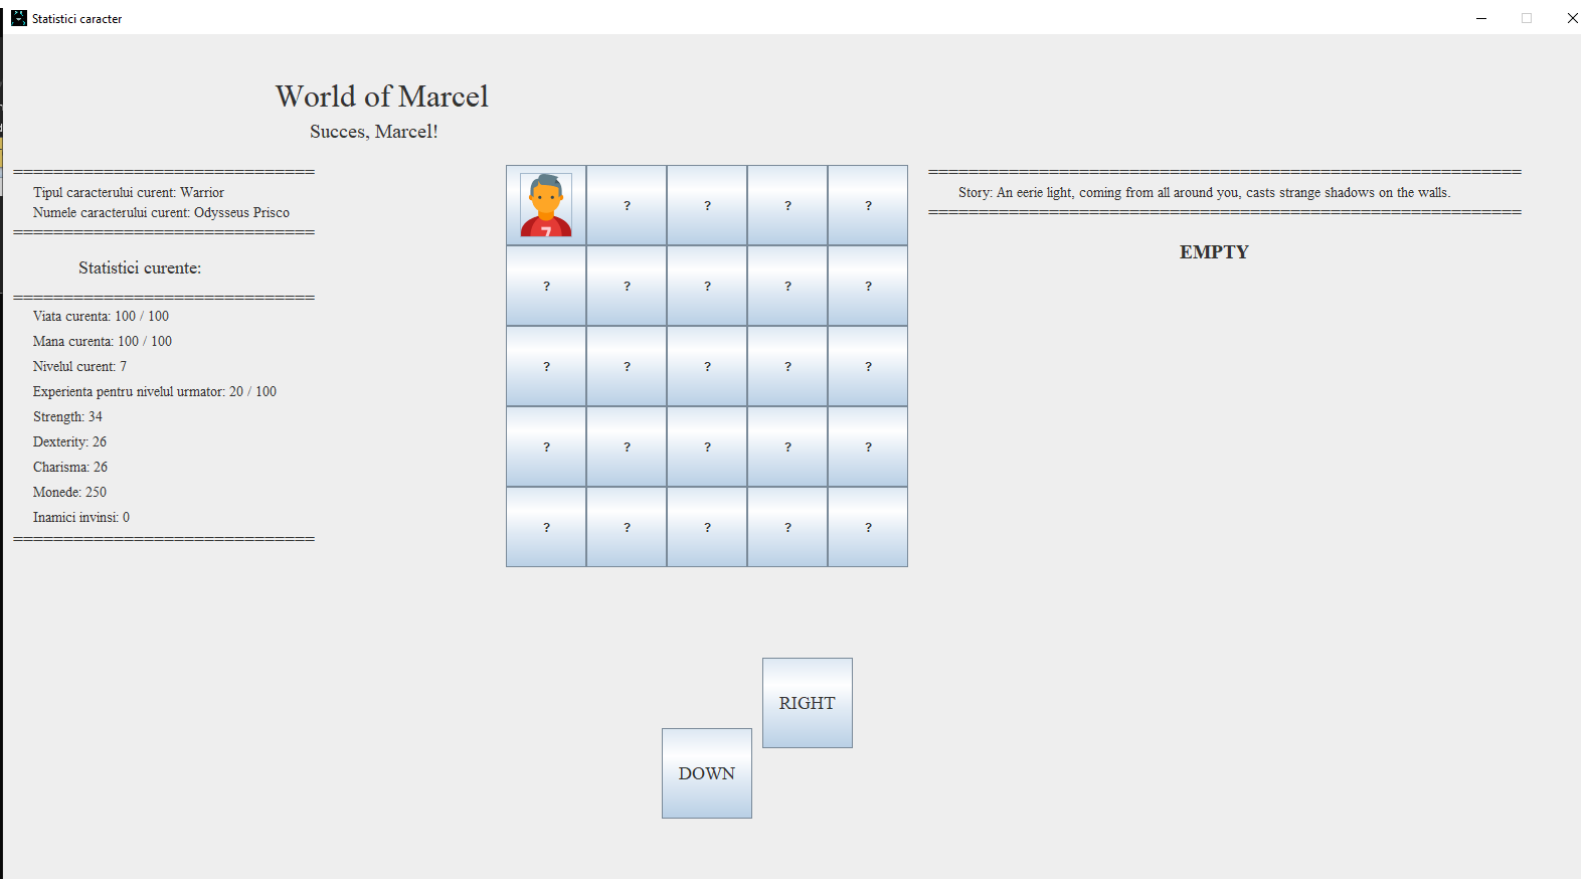 Statistici caracter
World of Marcel
Succes, Marcel!
==============================
Tipul caracterului curent: Warrior
Numele caracterului curent: Odysseus Prisco
==============================
Statistici curente:
==============================
Viata curenta: 100 / 100
Mana curenta: 100 / 100
Nivelul curent: 7
Experienta pentru nivelul urmator: 20 / 100
Strength: 34
Dexterity: 26
Charisma: 26
Monede: 250
Inamici invinsi: 0
==============================
7 ? ? ? ?
? ? ? ? ?
? ? ? ? ?
? ? ? ? ?
? ? ? ? ?
===========================================================
Story: An eerie light, coming from all around you, casts strange shadows on the walls.
===========================================================
EMPTY
RIGHT
DOWN